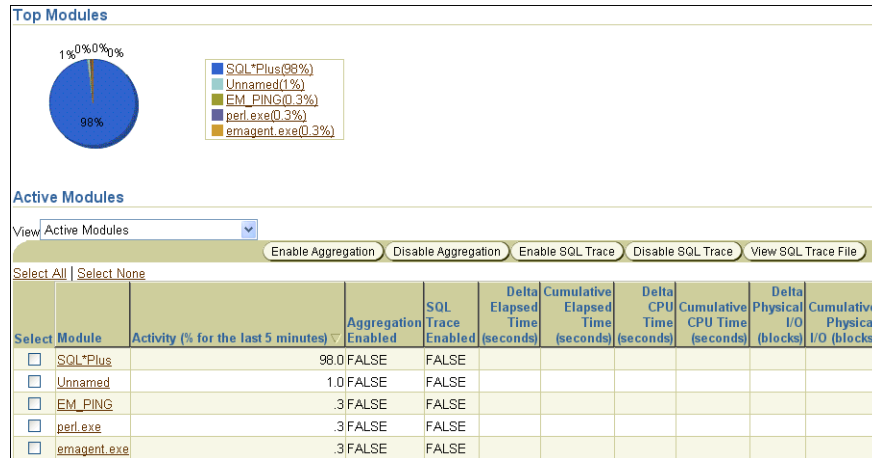 Top Modules
1% 0% 0% 0%
98%
SQL*Plus(98%)
Unnamed(1%)
EM_PING(0.3%)
perl.exe(0.3%)
emagent.exe(0.3%)
Active Modules
View Active Modules
Enable Aggregation Disable Aggregation Enable SQL Trace Disable SQL Trace View SQL Trace File
Select All | Select None
Select Module Activity (% for the last 5 minutes) Aggregation Enabled SQL Trace Enabled Delta Elapsed Time (seconds) Cumulative Elapsed Time (seconds) Delta CPU Time (seconds) Cumulative CPU Time (seconds) Delta Physical I/O (blocks) Cumulative Physica I/O (blocks
SQL*Plus 98.0 FALSE FALSE
Unnamed 1.0 FALSE FALSE
EM_PING .3 FALSE FALSE
perl.exe .3 FALSE FALSE
emagent.exe .3 FALSE FALSE